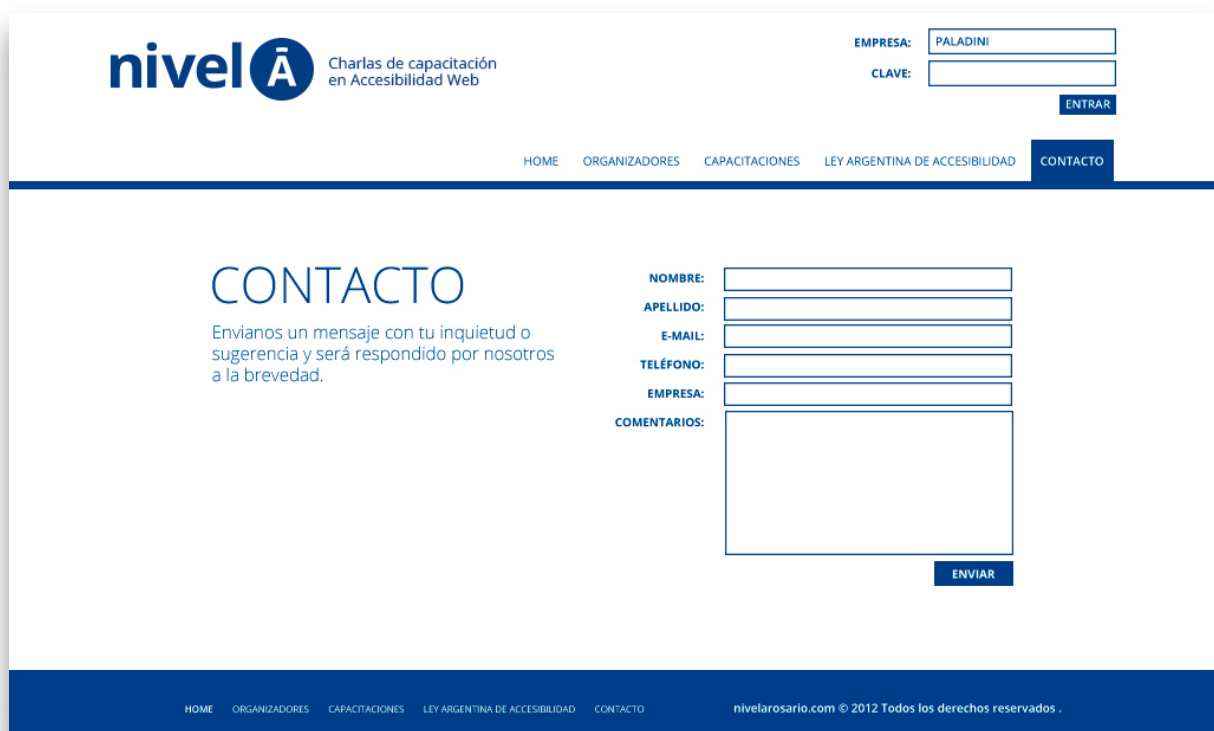 nivel Ā
Charlas de capacitación
en Accesibilidad Web
EMPRESA: PALADINI
CLAVE:
ENTRAR
HOME ORGANIZADORES CAPACITACIONES LEY ARGENTINA DE ACCESIBILIDAD CONTACTO
CONTACTO
Envianos un mensaje con tu inquietud o
sugerencia y será respondido por nosotros
a la brevedad.
NOMBRE:
APELLIDO:
E-MAIL:
TELÉFONO:
EMPRESA:
COMENTARIOS:
ENVIAR
HOME ORGANIZADORES CAPACITACIONES LEY ARGENTINA DE ACCESIBILIDAD CONTACTO nivelarosario.com © 2012 Todos los derechos reservados .